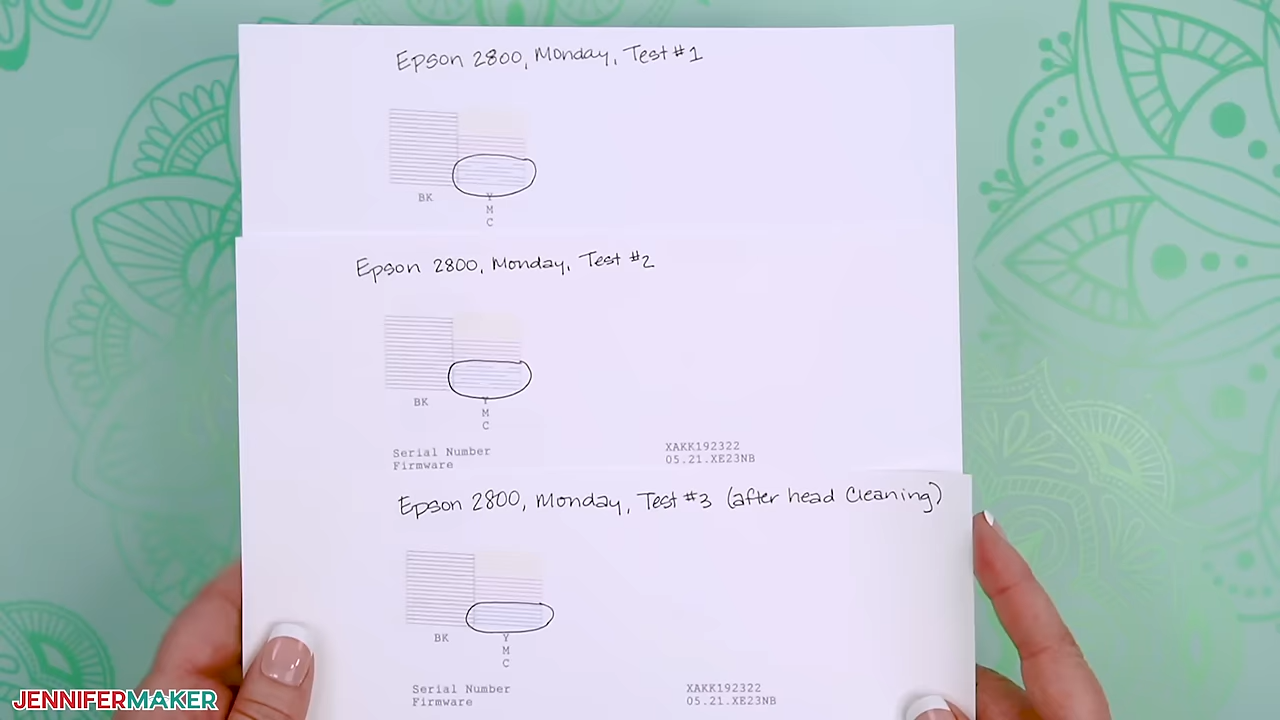 Epson 2800, Monday, Test #1
BK
Y
M
C
Epson 2800, Monday, Test #2
BK
Y
M
C
Serial Number XAKK192322
Firmware 05.21.XE23NB
Epson 2800, Monday, Test #3 (after head Cleaning)
BK
Y
M
C
Serial Number XAKK192322
Firmware 05.21.XE23NB
JENNIFERMAKER